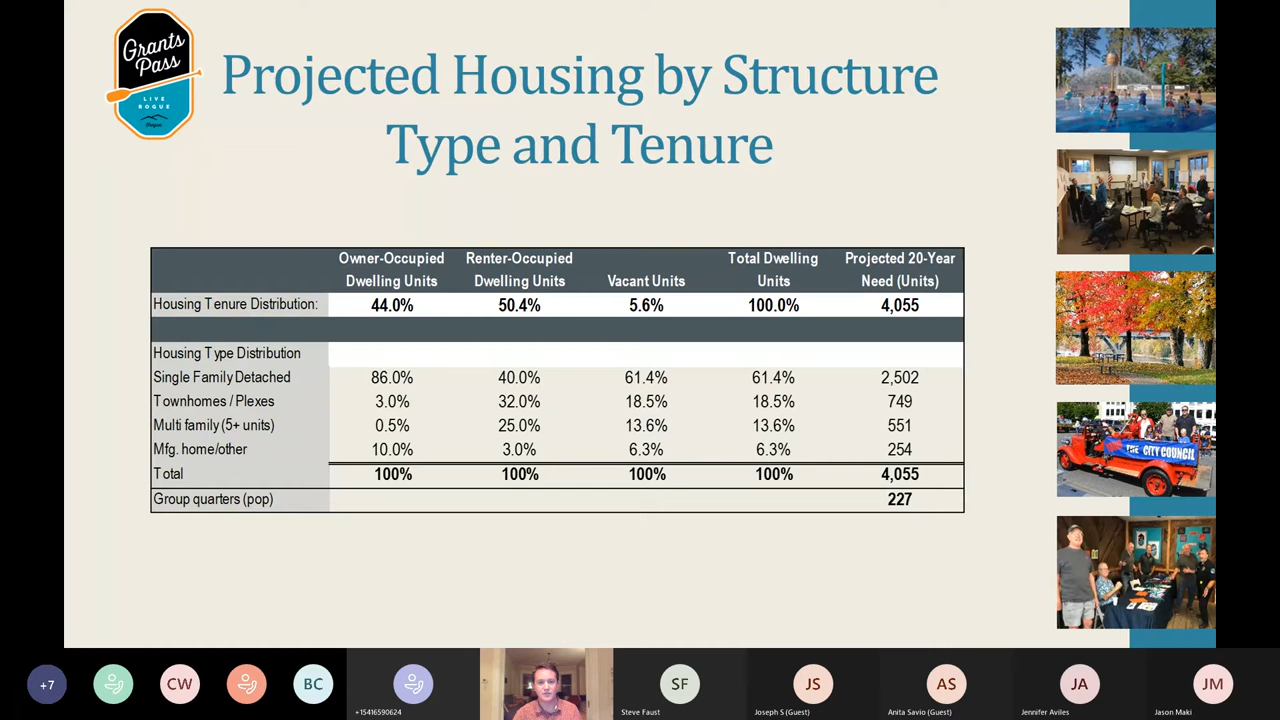 Grants
Pass
LIVE
ROGUE
Oregon
Projected Housing by Structure
Type and Tenure
Owner-Occupied Renter-Occupied Total Dwelling Projected 20-Year
Dwelling Units Dwelling Units Vacant Units Units Need (Units)
Housing Tenure Distribution: 44.0% 50.4% 5.6% 100.0% 4,055
Housing Type Distribution
Single Family Detached 86.0% 40.0% 61.4% 61.4% 2,502
Townhomes / Plexes 3.0% 32.0% 18.5% 18.5% 749
Multi family (5+ units) 0.5% 25.0% 13.6% 13.6% 551
Mfg. home/other 10.0% 3.0% 6.3% 6.3% 254
Total 100% 100% 100% 100% 4,055
Group quarters (pop) 227
THE CITY COUNCIL
+7 CW BC SF JS AS JA JM
+15416590624 Steve Faust Joseph S (Guest) Anita Savio (Guest) Jennifer Aviles Jason Maki